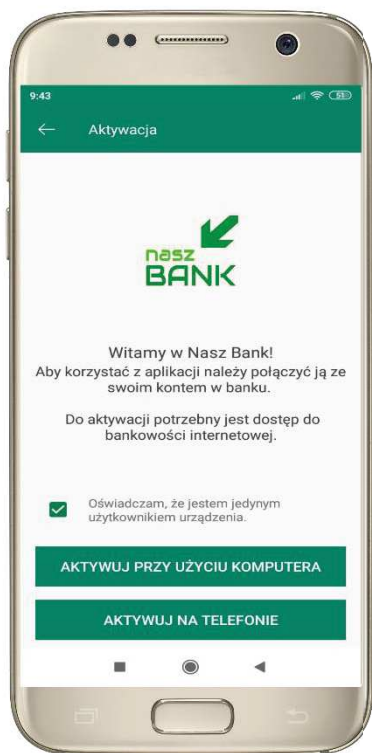 9:43
51
Aktywacja
nasz
BANK
Witamy w Nasz Bank!
Aby korzystać z aplikacji należy połączyć ją ze
swoim kontem w banku.
Do aktywacji potrzebny jest dostęp do
bankowości internetowej.
Oświadczam, że jestem jedynym
użytkownikiem urządzenia.
AKTYWUJ PRZY UŻYCIU KOMPUTERA
AKTYWUJ NA TELEFONIE